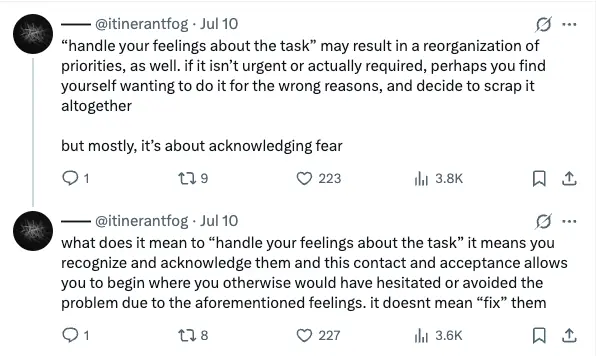 —— @itinerantfog · Jul 10
“handle your feelings about the task” may result in a reorganization of
priorities, as well. if it isn’t urgent or actually required, perhaps you find
yourself wanting to do it for the wrong reasons, and decide to scrap it
altogether
but mostly, it’s about acknowledging fear
1 9 223 3.8K
—— @itinerantfog · Jul 10
what does it mean to “handle your feelings about the task” it means you
recognize and acknowledge them and this contact and acceptance allows
you to begin where you otherwise would have hesitated or avoided the
problem due to the aforementioned feelings. it doesnt mean “fix” them
1 8 227 3.6K